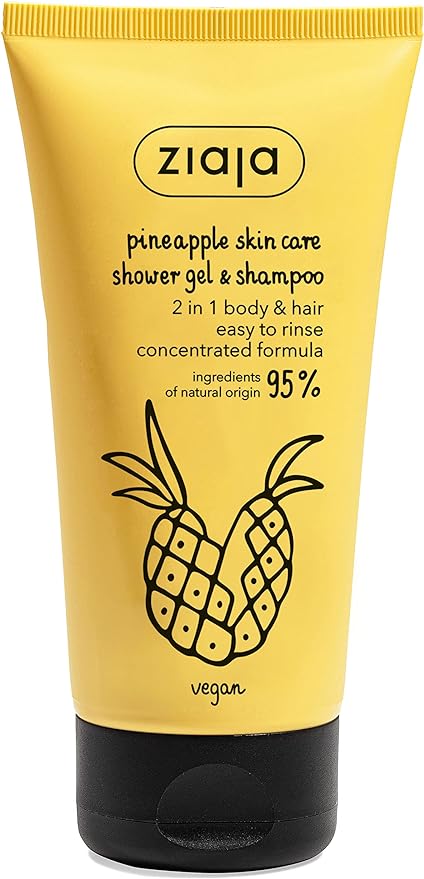 ziaja
pineapple skin care
shower gel & shampoo
2 in 1 body & hair
easy to rinse
concentrated formula
ingredients
of natural origin 95%
vegan